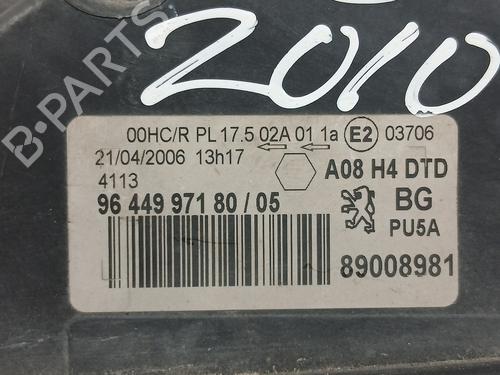 B-PARTS
2010
00HC/R PL 17.5 02A 01 1a E2 03706
21/04/2006 13h17
4113
A08 H4 DTD
96 449 971 80 / 05
BG
PU5A
89008981